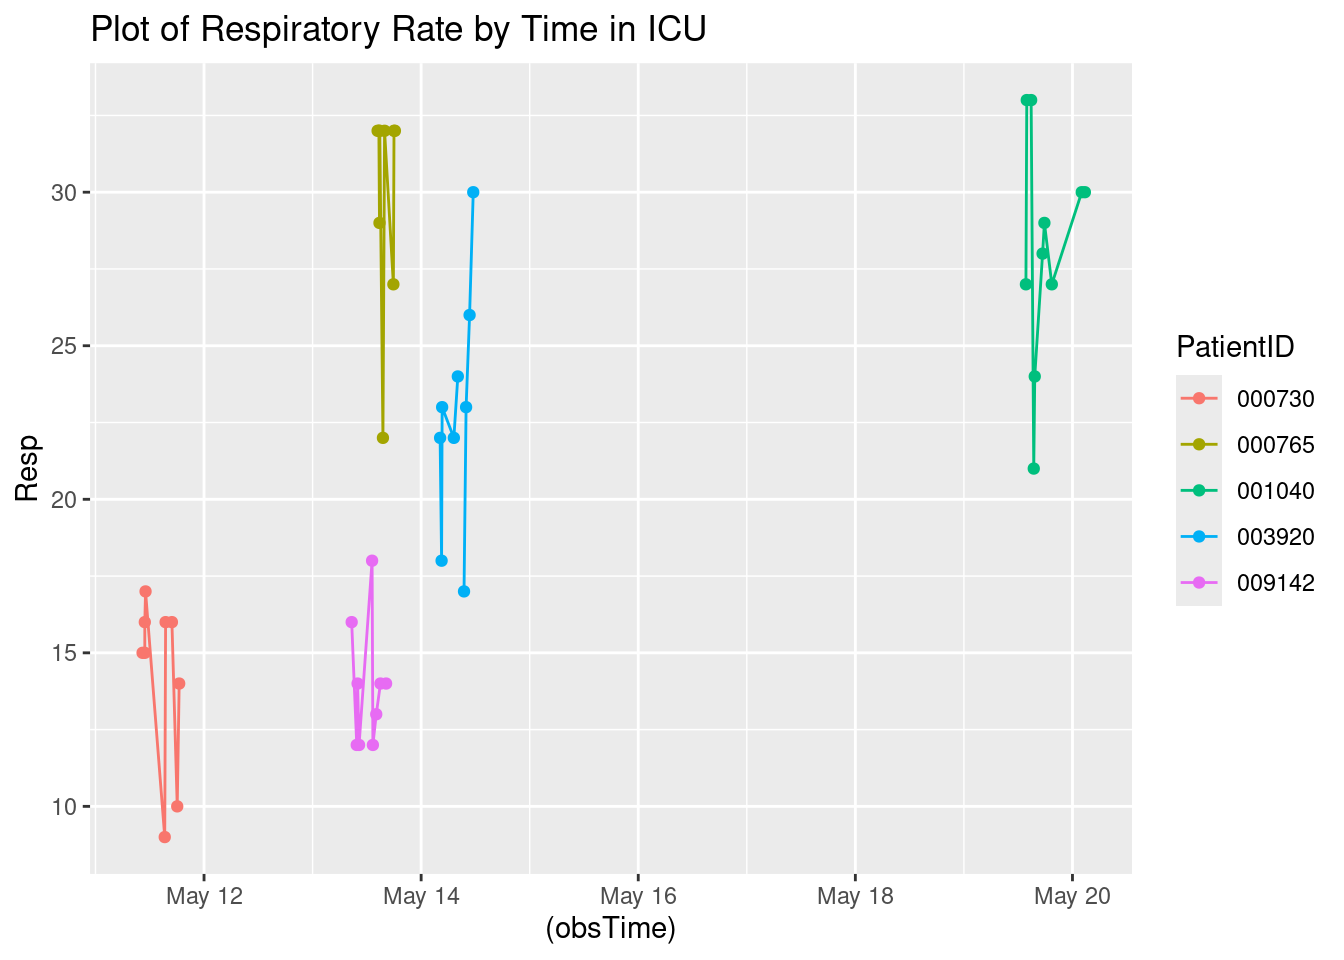 Plot of Respiratory Rate by Time in ICU
Resp
30
25
20
15
10
May 12 May 14 May 16 May 18 May 20
(obsTime)
PatientID
000730
000765
001040
003920
009142